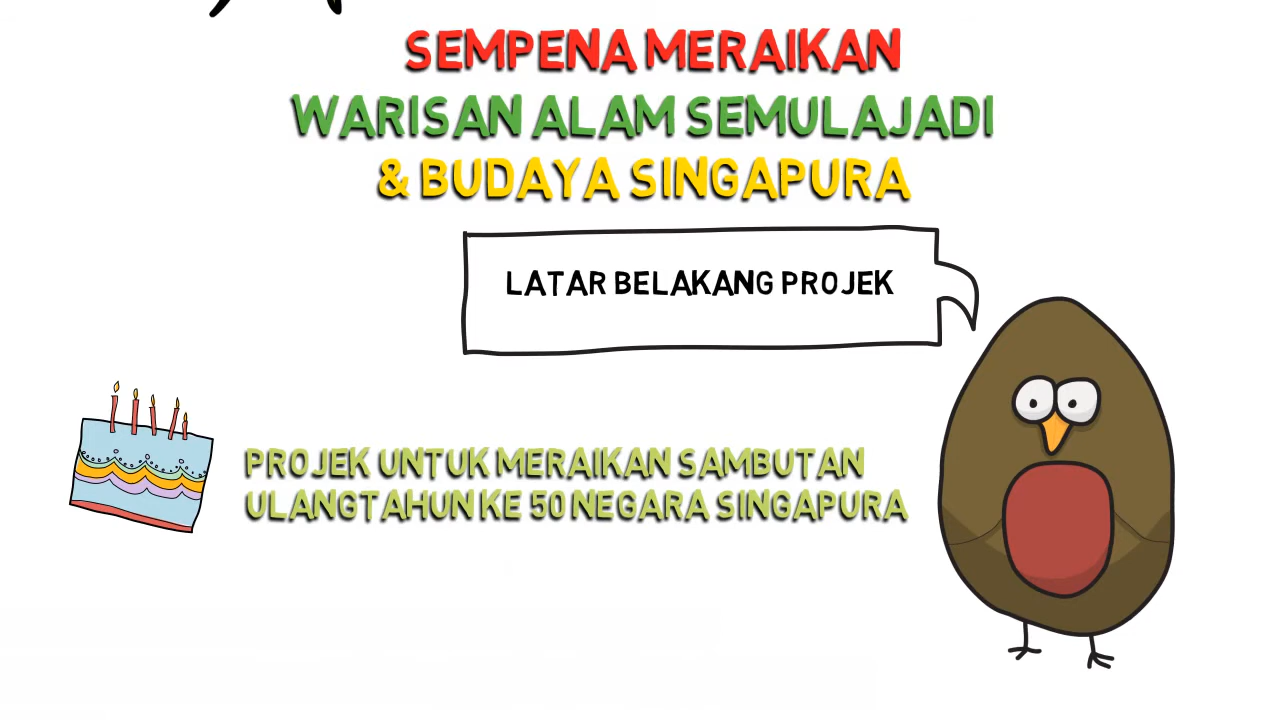 SEMPENA MERAIKAN
WARISAN ALAM SEMULAJADI
& BUDAYA SINGAPURA
LATAR BELAKANG PROJEK
PROJEK UNTUK MERAIKAN SAMBUTAN
ULANGTAHUN KE 50 NEGARA SINGAPURA